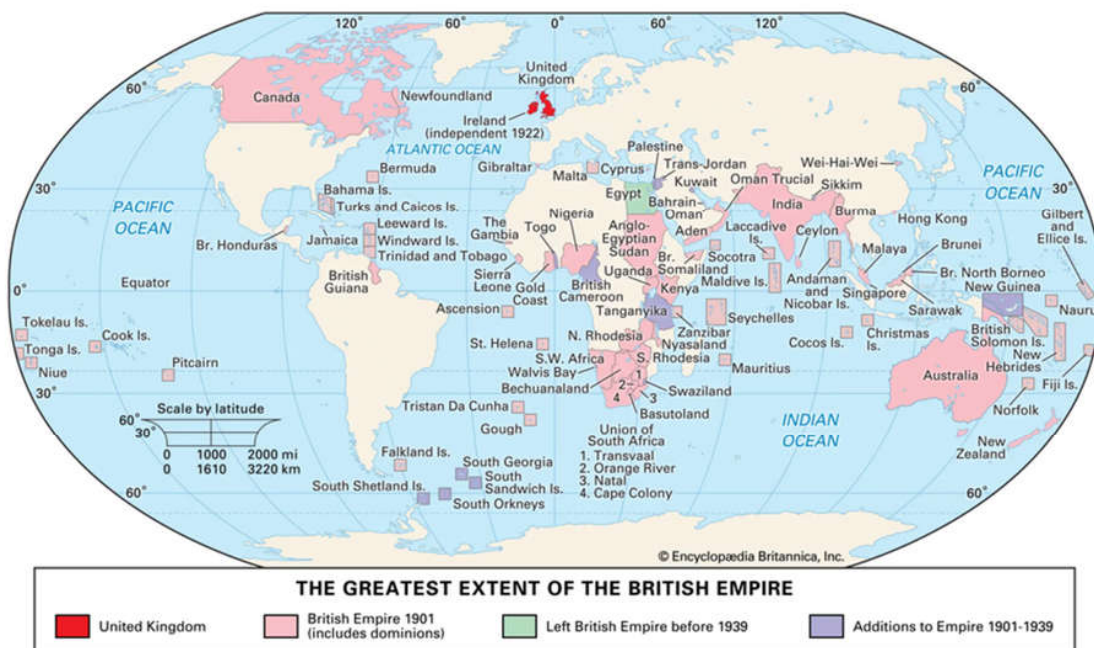 120°
60°
0°
60°
120°
60°
60°
United
Kingdom
Canada
Newfoundland
Ireland
(independent 1922)
ATLANTIC OCEAN
Palestine
Trans-Jordan
Wei-Hai-Wei
Bermuda
Gibraltar
Malta
Cyprus
Kuwait
Oman Trucial
Sikkim
PACIFIC
OCEAN
30°
30°
Bahama Is.
Turks and Caicos Is.
Egypt
Bahrain-
Oman
India
Burma
PACIFIC
OCEAN
Hong Kong
Gilbert
and
Ellice Is.
Leeward Is.
Windward Is.
Trinidad and Tobago
Br. Honduras
Jamaica
The
Gambia
Nigeria
Togo
Anglo-
Egyptian
Sudan
Aden
Laccadive
Is.
Ceylon
Malaya
Brunei
British
Guiana
Sierra
Leone
Gold
Coast
Uganda
Br.
Somaliland
Socotra
Maldive Is.
Andaman
and
Nicobar Is.
Singapore
Br. North Borneo
New Guinea
Sarawak
0°
Equator
0°
British
Cameroon
Kenya
Ascension
Tanganyika
Zanzibar
Nyasaland
Seychelles
Nauru
Tokelau Is.
Cook Is.
Tonga Is.
Niue
Pitcairn
St. Helena
N. Rhodesia
S.W. Africa
Walvis Bay
Bechuanaland
S. Rhodesia
Mauritius
Cocos Is.
Christmas
Is.
British
Solomon Is.
New
Hebrides
Fiji Is.
Australia
1
2
3
4
Swaziland
Basutoland
30°
30°
Norfolk
New
Zealand
INDIAN
OCEAN
Tristan Da Cunha
Gough
Union of
South Africa
1. Transvaal
2. Orange River
3. Natal
4. Cape Colony
60°
Scale by latitude
30°
0 1000 2000 mi
0 1610 3220 km
Falkland Is.
South Georgia
South
Sandwich Is.
South Shetland Is.
South Orkneys
60°
60°
© Encyclopædia Britannica, Inc.
THE GREATEST EXTENT OF THE BRITISH EMPIRE
United Kingdom
British Empire 1901
(includes dominions)
Left British Empire before 1939
Additions to Empire 1901-1939